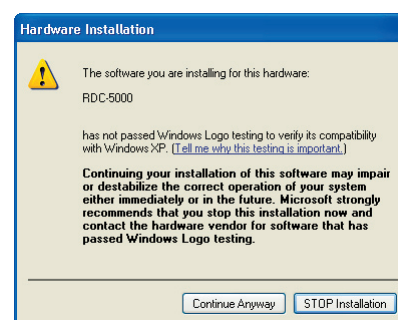 Hardware Installation
The software you are installing for this hardware:
RDC-5000
has not passed Windows Logo testing to verify its compatibility
with Windows XP. (Tell me why this testing is important.)
Continuing your installation of this software may impair
or destabilize the correct operation of your system
either immediately or in the future. Microsoft strongly
recommends that you stop this installation now and
contact the hardware vendor for software that has
passed Windows Logo testing.
Continue Anyway STOP Installation